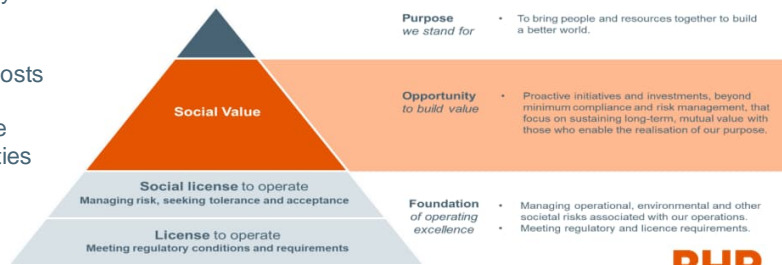 y
osts
e
ties
Purpose
we stand for
• To bring people and resources together to build
a better world.
Social Value
Opportunity
to build value
• Proactive initiatives and investments, beyond
minimum compliance and risk management, that
focus on sustaining long-term, mutual value with
those who enable the realisation of our purpose.
Social license to operate
Managing risk, seeking tolerance and acceptance
License to operate
Meeting regulatory conditions and requirements
Foundation
of operating
excellence
• Managing operational, environmental and other
societal risks associated with our operations.
• Meeting regulatory and licence requirements.
BHP